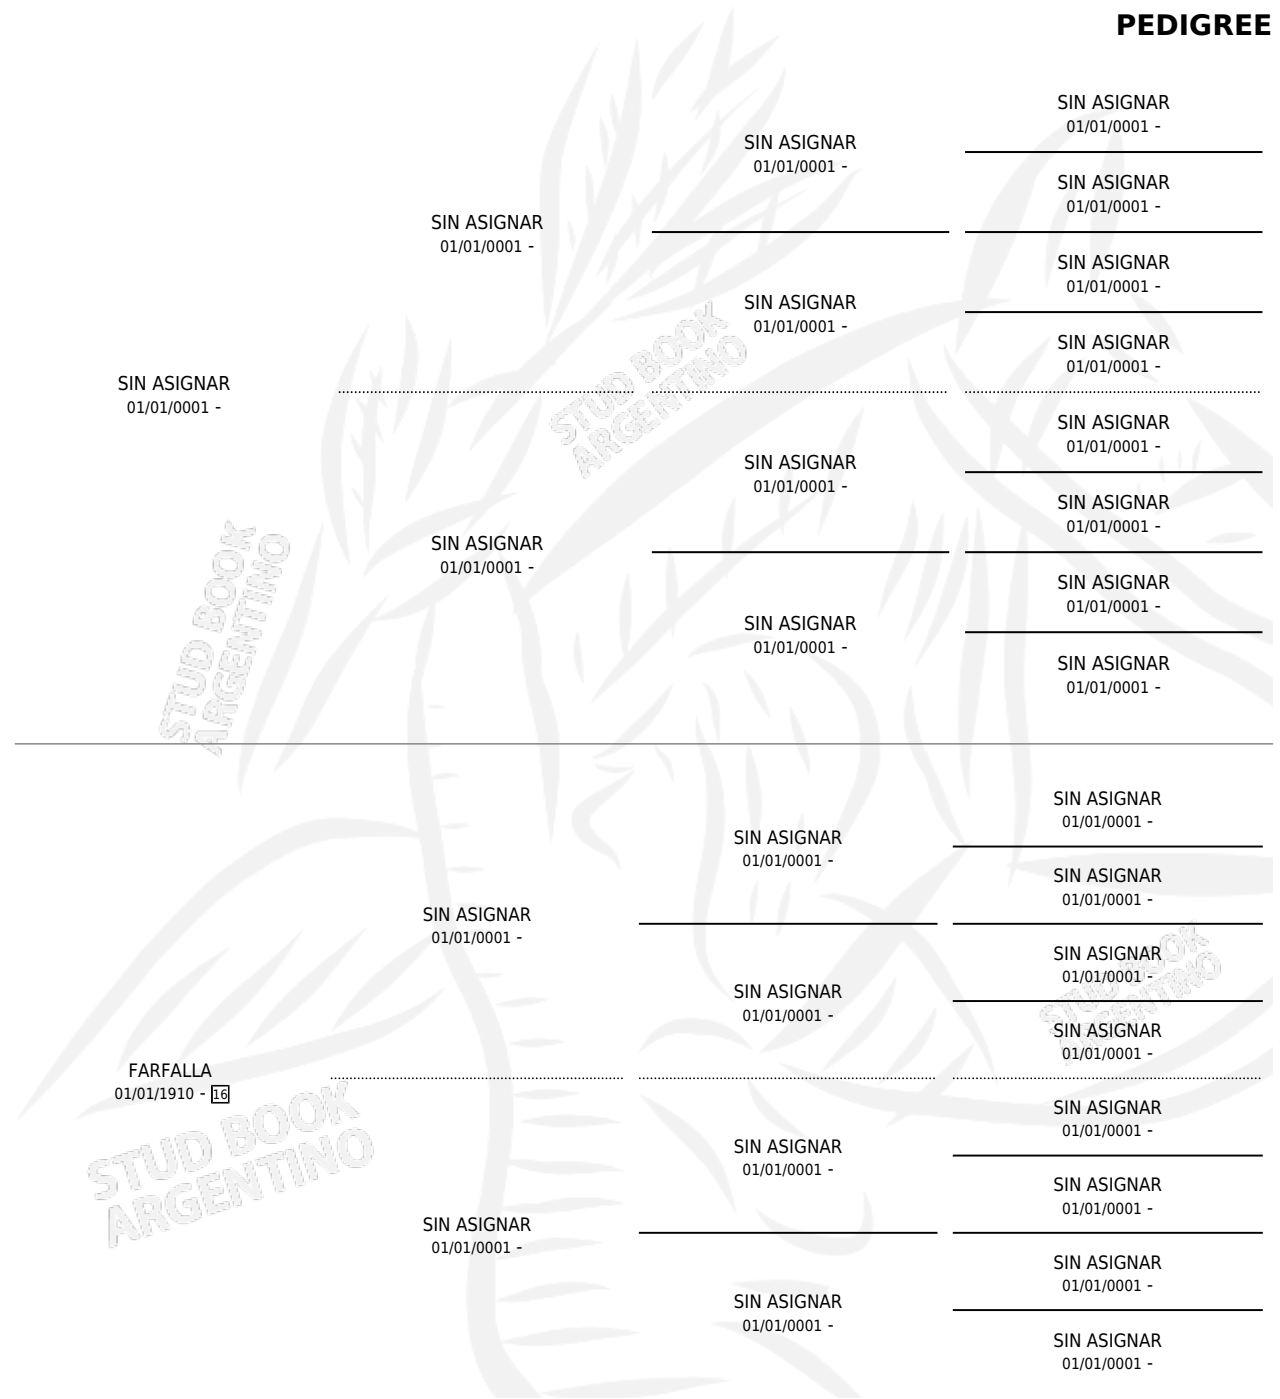 PEDIGREE
SIN ASIGNAR
01/01/0001 -
SIN ASIGNAR
01/01/0001 -
SIN ASIGNAR
01/01/0001 -
SIN ASIGNAR
01/01/0001 -
SIN ASIGNAR
01/01/0001 -
SIN ASIGNAR
01/01/0001 -
SIN ASIGNAR
01/01/0001 -
SIN ASIGNAR
01/01/0001 -
STUD BOOK
ARGENTINO
SIN ASIGNAR
01/01/0001 -
SIN ASIGNAR
01/01/0001 -
SIN ASIGNAR
01/01/0001 -
SIN ASIGNAR
01/01/0001 -
SIN ASIGNAR
01/01/0001 -
SIN ASIGNAR
01/01/0001 -
SIN ASIGNAR
01/01/0001 -
STUD BOOK
ARGENTINO
SIN ASIGNAR
01/01/0001 -
SIN ASIGNAR
01/01/0001 -
SIN ASIGNAR
01/01/0001 -
SIN ASIGNAR
01/01/0001 -
SIN ASIGNAR
01/01/0001 -
SIN ASIGNAR
01/01/0001 -
SIN ASIGNAR
01/01/0001 -
SIN ASIGNAR
01/01/0001 -
STUD BOOK
ARGENTINO
SIN ASIGNAR
01/01/0001 -
FARFALLA
01/01/1910 - 16
STUD BOOK
ARGENTINO
SIN ASIGNAR
01/01/0001 -
SIN ASIGNAR
01/01/0001 -
SIN ASIGNAR
01/01/0001 -
SIN ASIGNAR
01/01/0001 -
SIN ASIGNAR
01/01/0001 -
SIN ASIGNAR
01/01/0001 -
SIN ASIGNAR
01/01/0001 -